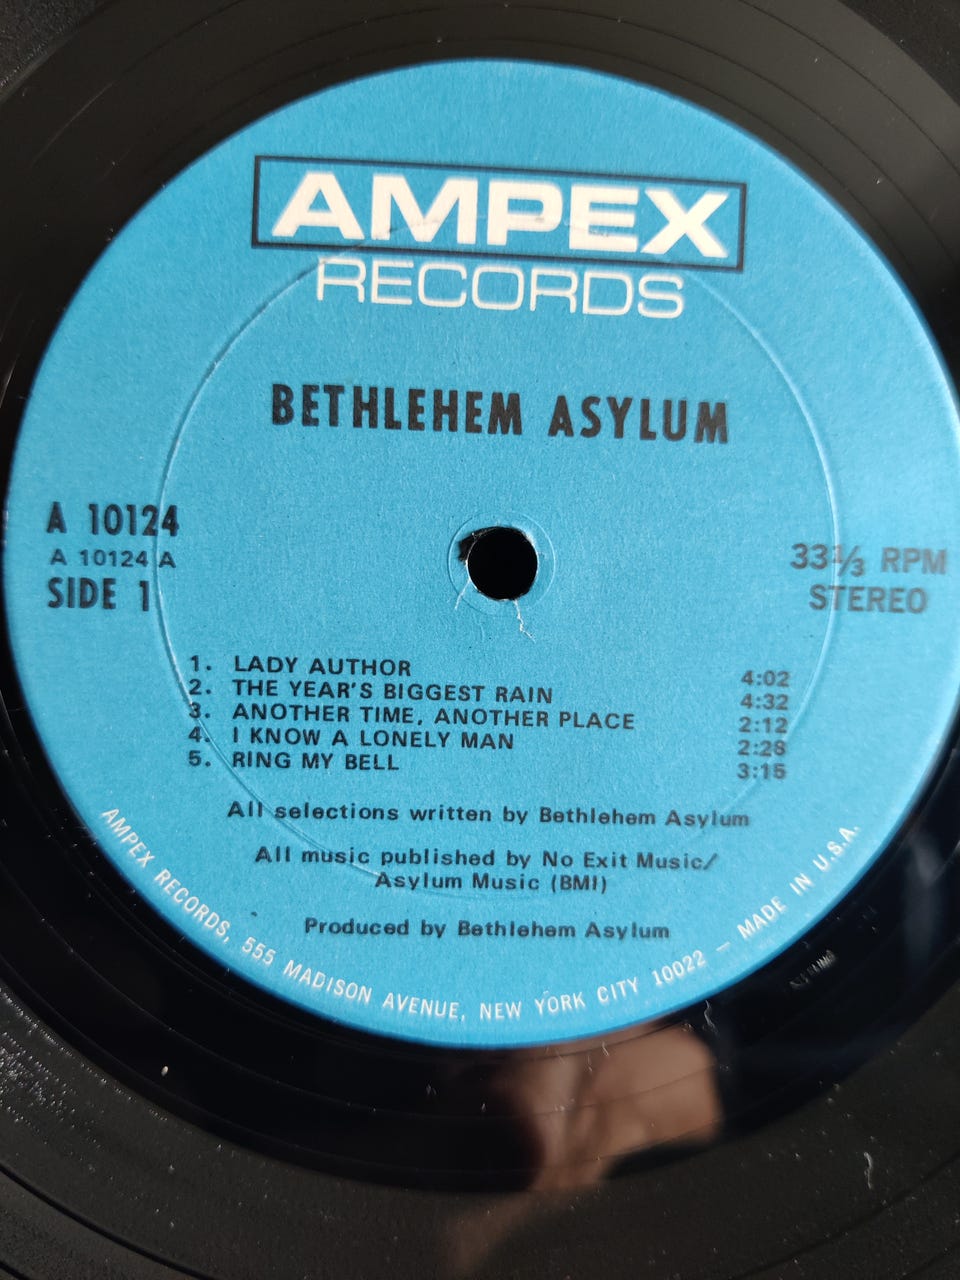 AMPEX
RECORDS
BETHLEHEM ASYLUM
A 10124
A 10124 A
SIDE 1
33⅓ RPM
STEREO
1. LADY AUTHOR 4:02
2. THE YEAR'S BIGGEST RAIN 4:32
3. ANOTHER TIME, ANOTHER PLACE 2:12
4. I KNOW A LONELY MAN 2:28
5. RING MY BELL 3:15
All selections written by Bethlehem Asylum
All music published by No Exit Music/
Asylum Music (BMI)
Produced by Bethlehem Asylum
AMPEX RECORDS, 555 MADISON AVENUE, NEW YORK CITY 10022 — MADE IN U.S.A.